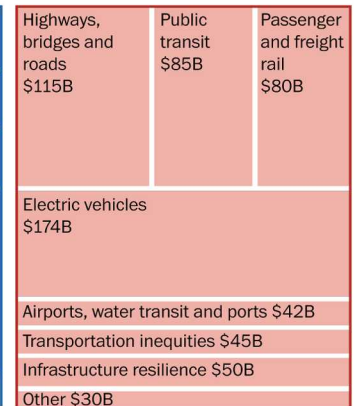 Highways,
bridges and
roads
$115B
Public
transit
$85B
Passenger
and freight
rail
$80B
Electric vehicles
$174B
Airports, water transit and ports $42B
Transportation inequities $45B
Infrastructure resilience $50B
Other $30B